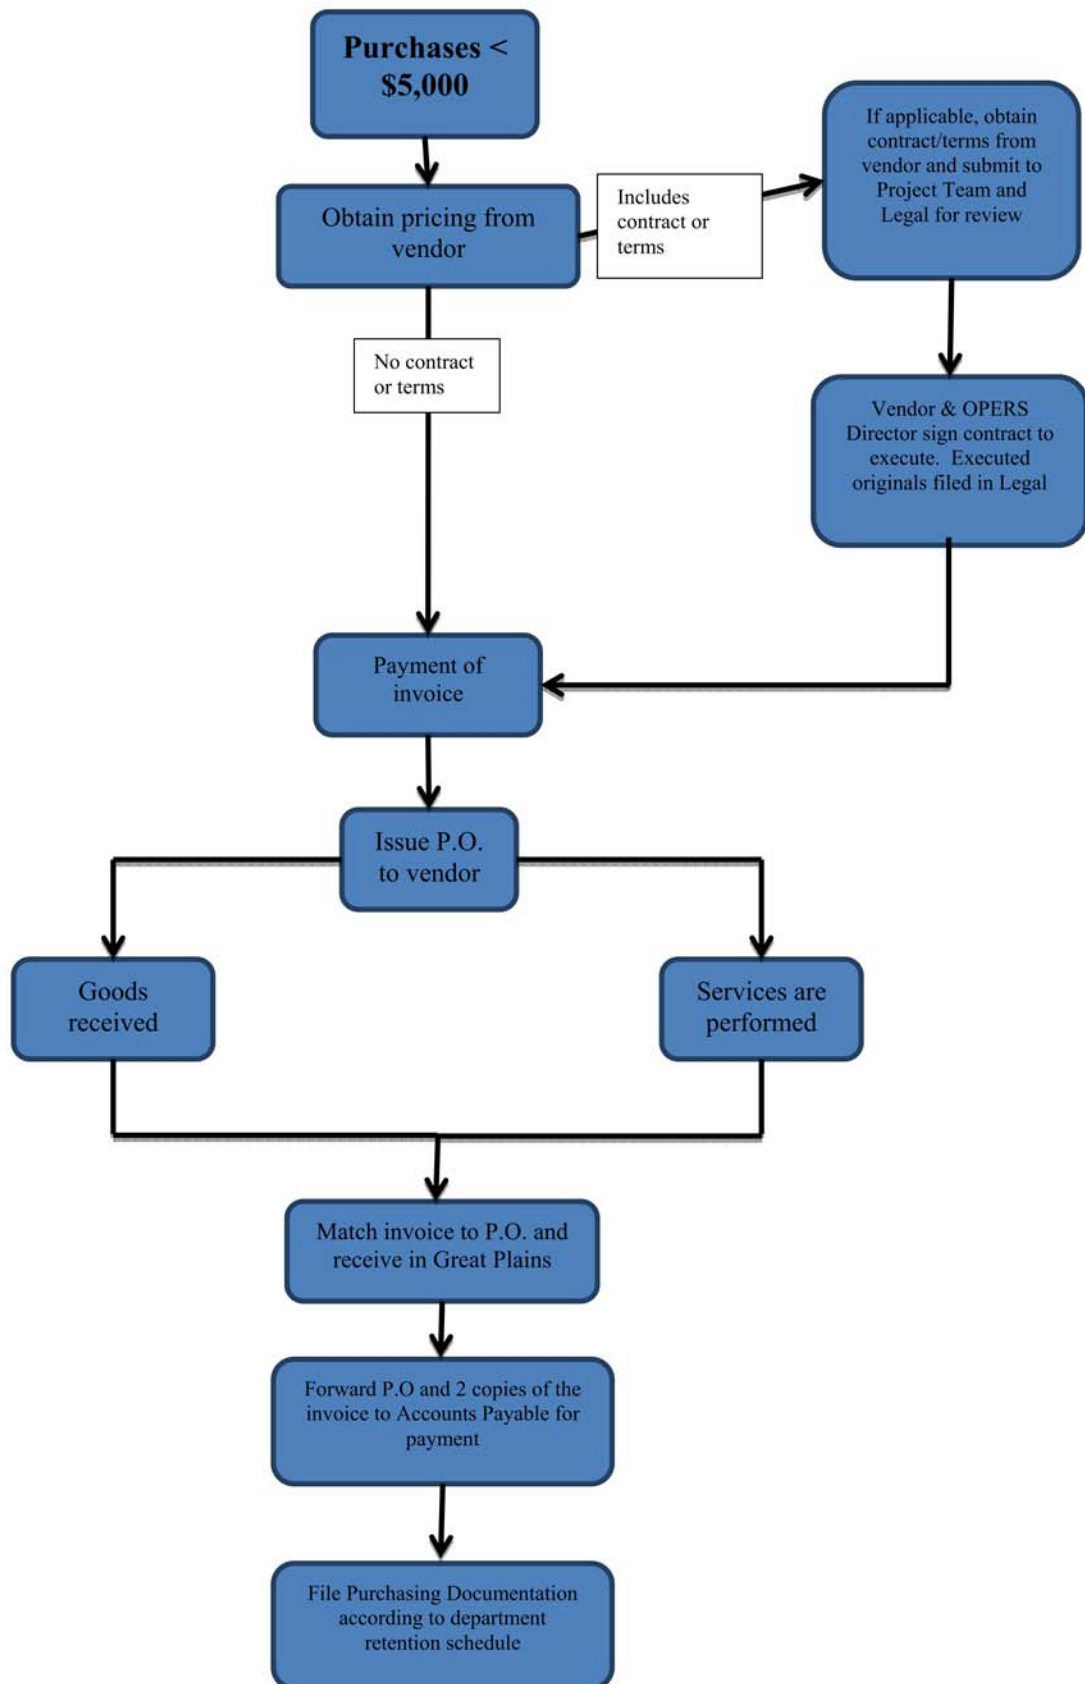 Purchases <
$5,000
If applicable, obtain
contract/terms from
vendor and submit to
Project Team and
Legal for review
Includes
contract or
terms
Obtain pricing from
vendor
No contract
or terms
Vendor & OPERS
Director sign contract to
execute.  Executed
originals filed in Legal
Payment of
invoice
Issue P.O.
to vendor
Goods
received
Services are
performed
Match invoice to P.O. and
receive in Great Plains
Forward P.O and 2 copies of the
invoice to Accounts Payable for
payment
File Purchasing Documentation
according to department
retention schedule